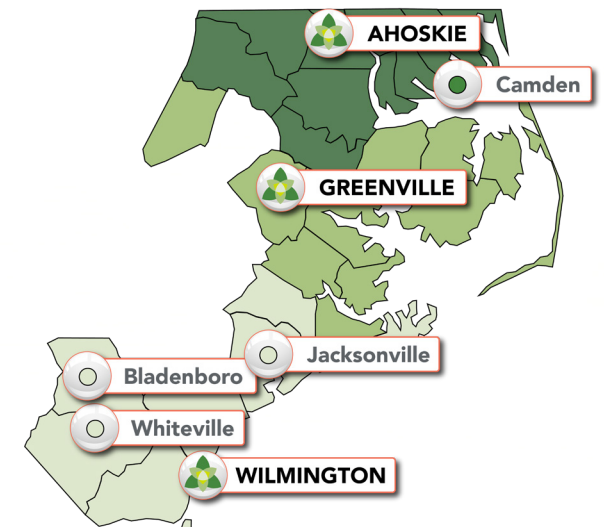 AHOSKIE
Camden
GREENVILLE
Jacksonville
Bladenboro
Whiteville
WILMINGTON